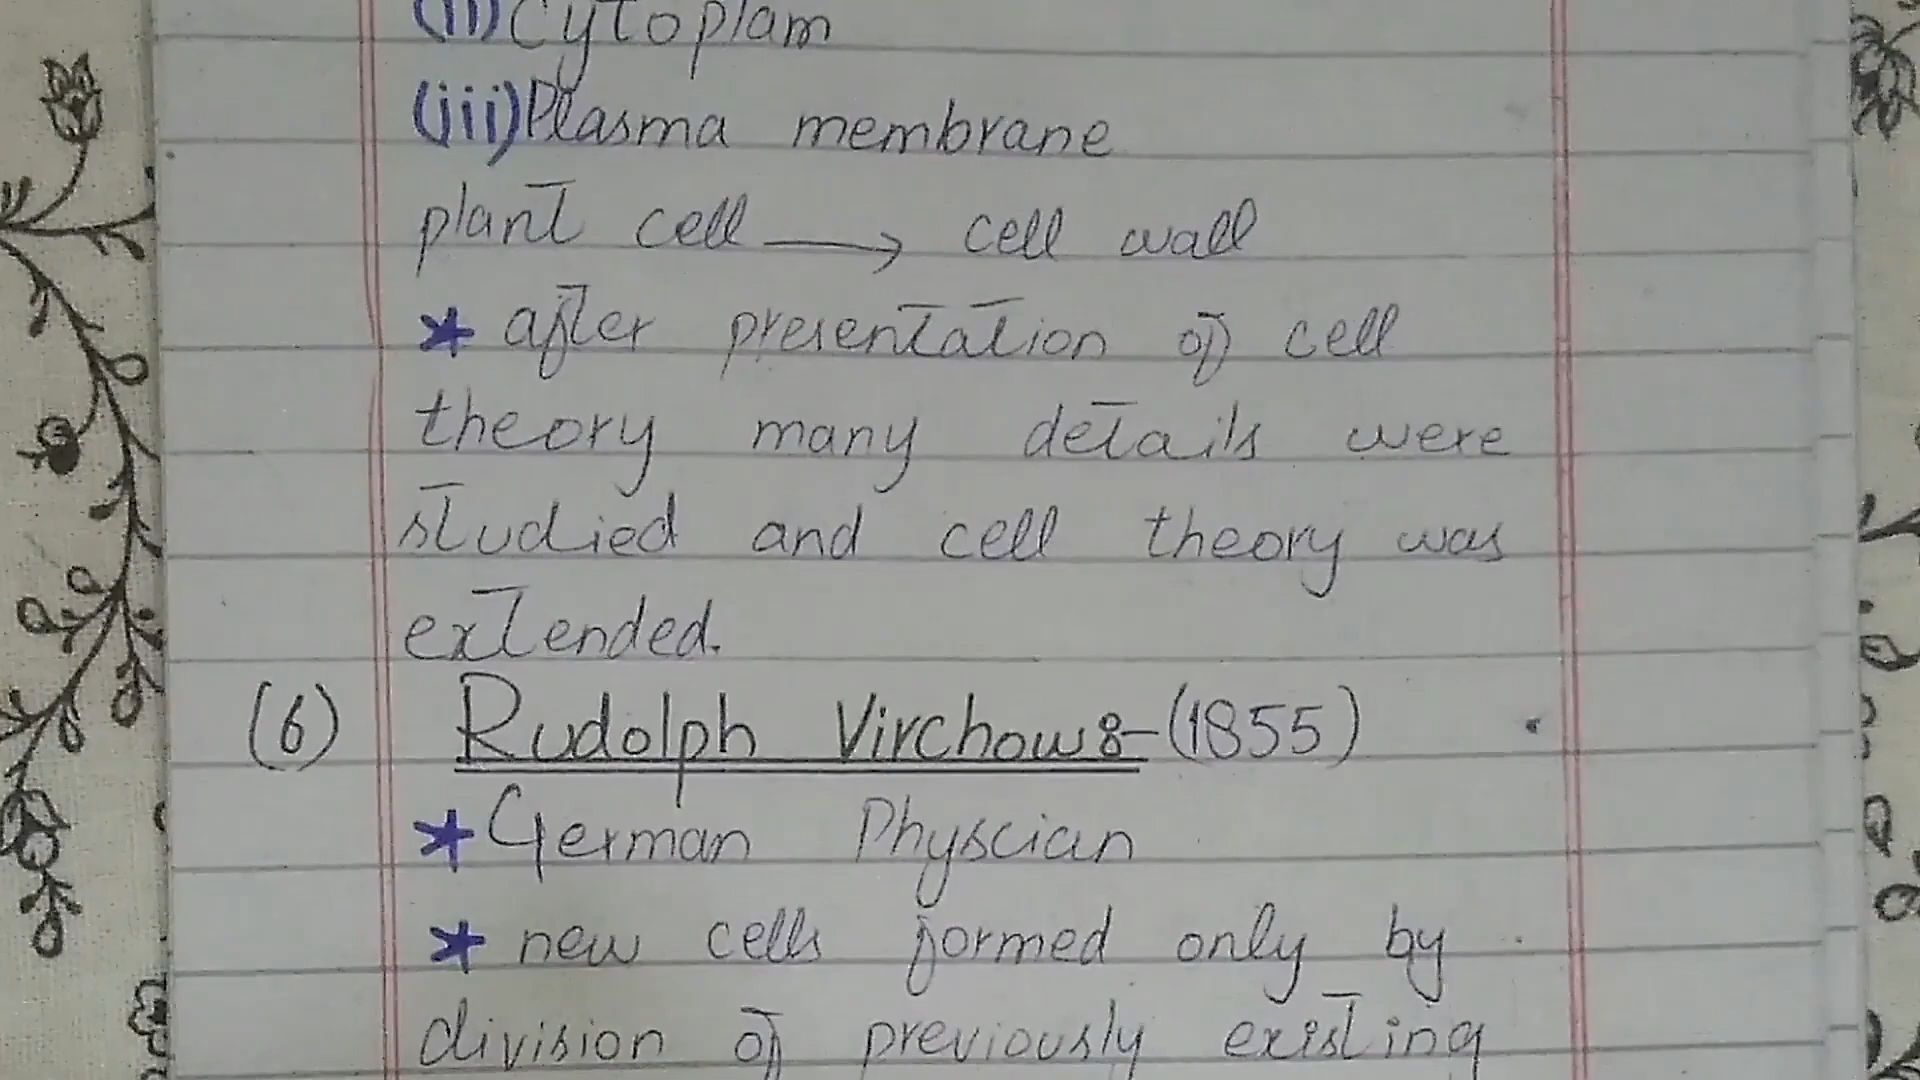 (ii) Cytoplam
(iii) Plasma membrane
plant cell → cell wall
* after presentation of cell
theory many details were
studied and cell theory was
extended.
(6) Rudolph Virchow :- (1855)
* German Physcian
* new cells formed only by
division of previously existing